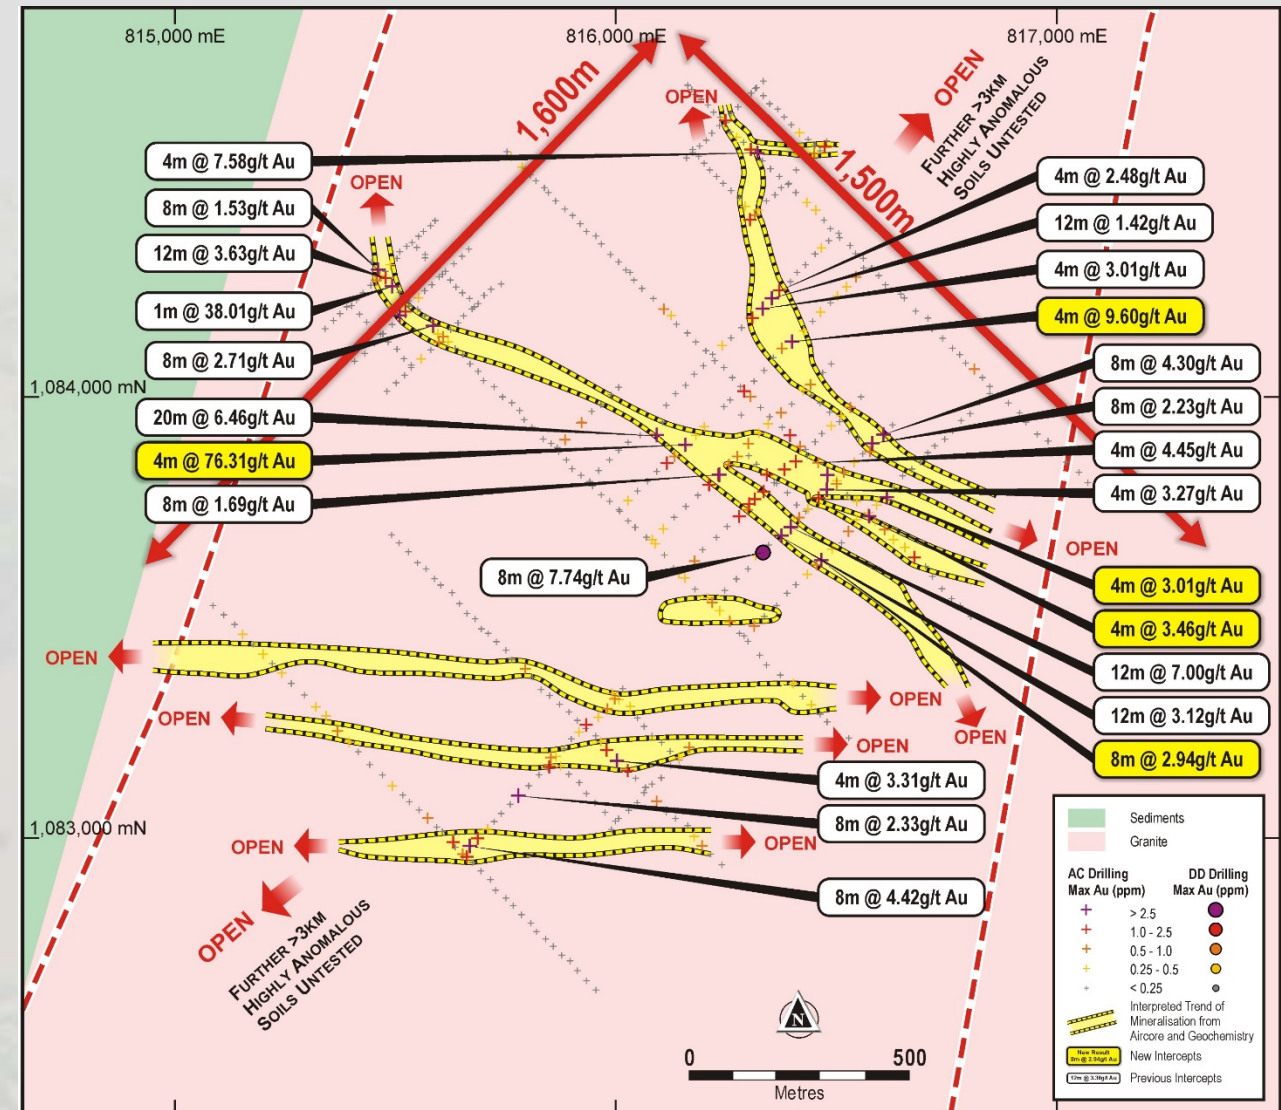 815,000 mE
816,000 mE
817,000 mE
1,600m
1,500m
OPEN
OPEN
FURTHER >3KM
HIGHLY ANOMALOUS
SOILS UNTESTED
4m @ 7.58g/t Au
OPEN
8m @ 1.53g/t Au
12m @ 3.63g/t Au
1m @ 38.01g/t Au
8m @ 2.71g/t Au
1,084,000 mN
20m @ 6.46g/t Au
4m @ 76.31g/t Au
8m @ 1.69g/t Au
4m @ 2.48g/t Au
12m @ 1.42g/t Au
4m @ 3.01g/t Au
4m @ 9.60g/t Au
8m @ 4.30g/t Au
8m @ 2.23g/t Au
4m @ 4.45g/t Au
4m @ 3.27g/t Au
OPEN
8m @ 7.74g/t Au
4m @ 3.01g/t Au
4m @ 3.46g/t Au
12m @ 7.00g/t Au
12m @ 3.12g/t Au
8m @ 2.94g/t Au
OPEN
OPEN
OPEN
OPEN
OPEN
4m @ 3.31g/t Au
8m @ 2.33g/t Au
1,083,000 mN
OPEN
OPEN
8m @ 4.42g/t Au
OPEN
FURTHER >3KM
HIGHLY ANOMALOUS
SOILS UNTESTED
N
0 500
Metres
Sediments
Granite
AC Drilling DD Drilling
Max Au (ppm) Max Au (ppm)
> 2.5
1.0 - 2.5
0.5 - 1.0
0.25 - 0.5
< 0.25
Interpreted Trend of
Mineralisation from
Aircore and Geochemistry
New Result
8m @ 2.94g/t Au
New Intercepts
Previous Intercepts